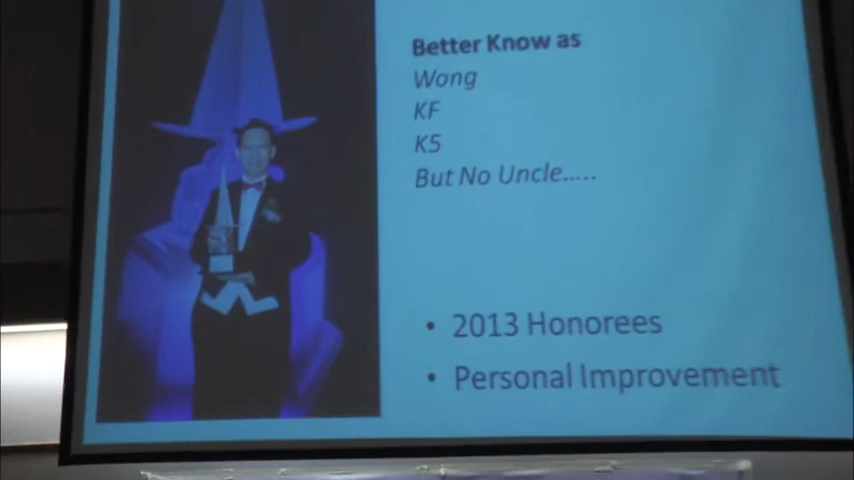 Better Know as
Wong
KF
K5
But No Uncle.....
• 2013 Honorees
• Personal Improvement